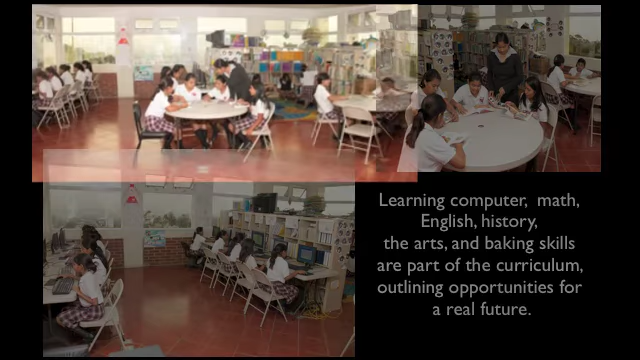 Learning computer, math,
English, history,
the arts, and baking skills
are part of the curriculum,
outlining opportunities for
a real future.